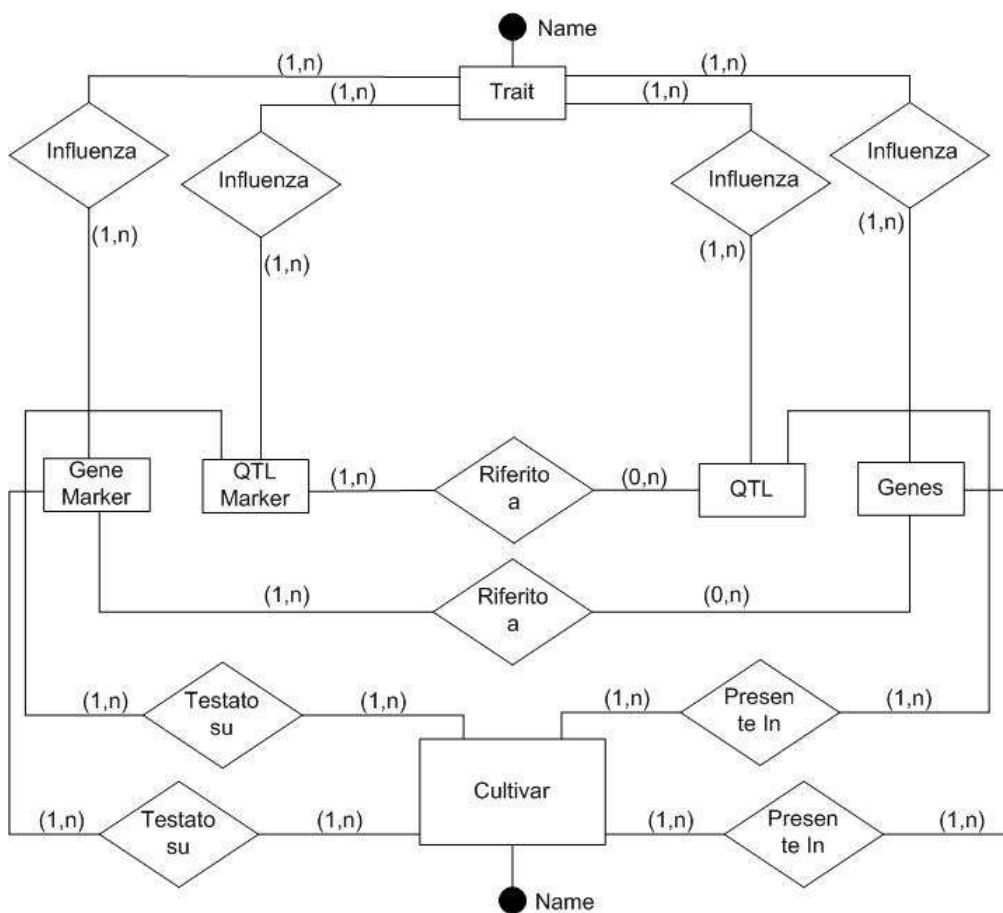 Name
(1,n)
(1,n)
(1,n)
(1,n)
Trait
Influenza
Influenza
Influenza
Influenza
(1,n)
(1,n)
(1,n)
(1,n)
Gene
Marker
QTL
Marker
(1,n)
Riferito
a
(0,n)
QTL
Genes
(1,n)
Riferito
a
(0,n)
(1,n)
Testato
su
(1,n)
(1,n)
Presen
te In
(1,n)
Cultivar
(1,n)
Testato
su
(1,n)
(1,n)
Presen
te In
(1,n)
Name